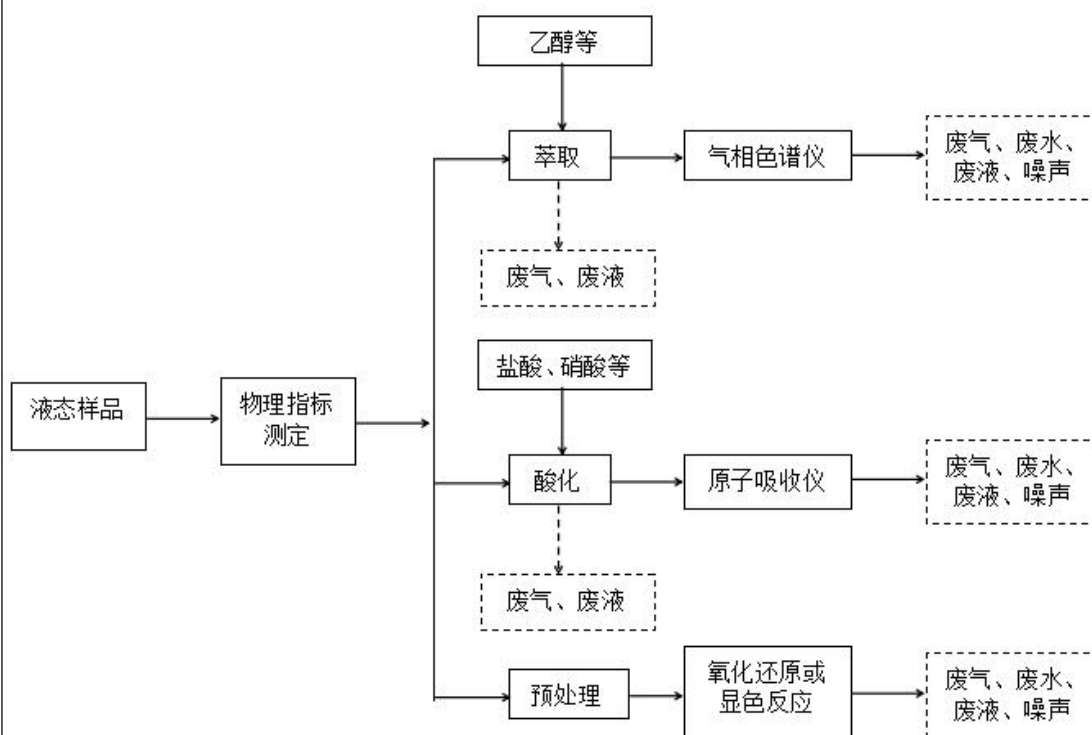 乙醇等
萃取
气相色谱仪
废气、废水、
废液、噪声
废气、废液
盐酸、硝酸等
液态样品
物理指标
测定
酸化
原子吸收仪
废气、废水、
废液、噪声
废气、废液
预处理
氧化还原或
显色反应
废气、废水、
废液、噪声